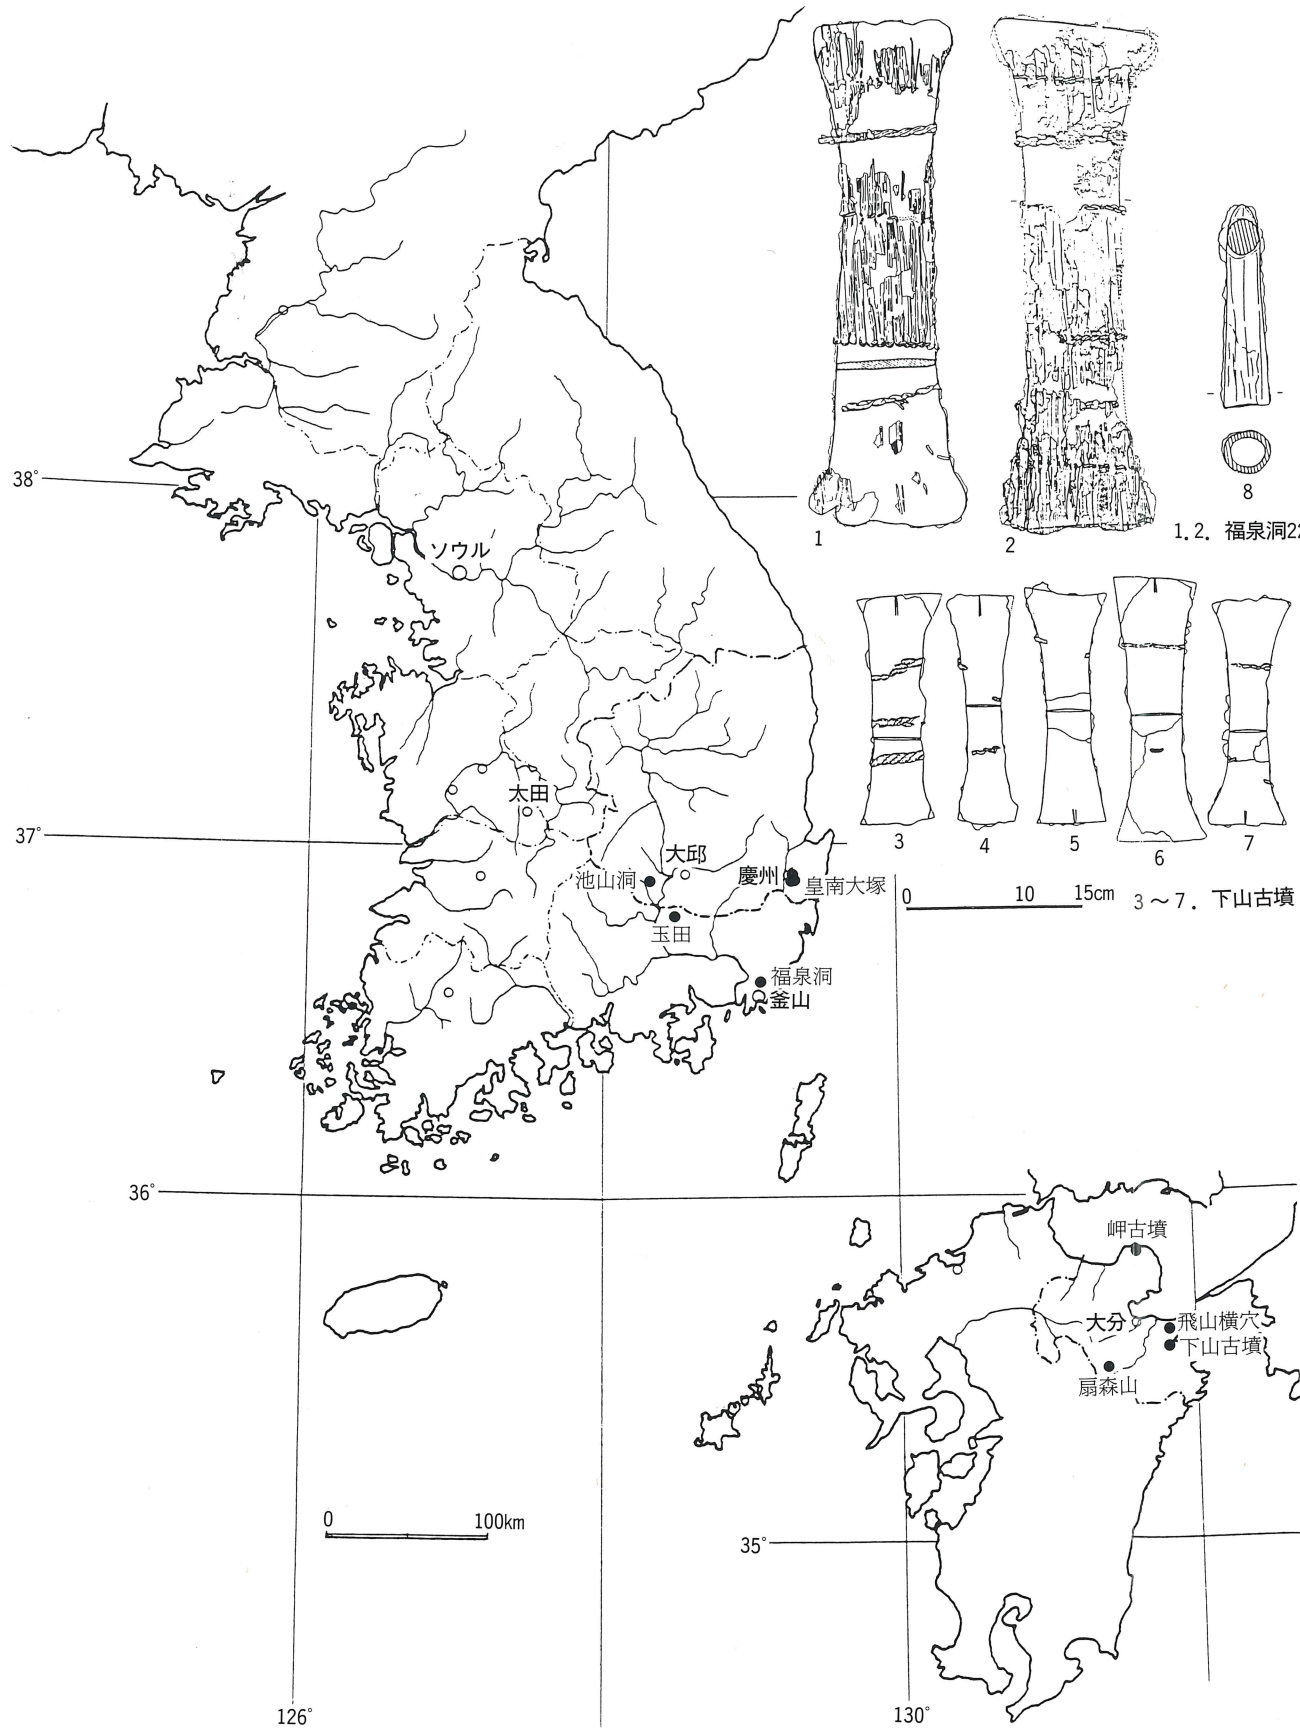 1
2
8
1.2. 福泉洞22
38°
ソウル
3
4
5
6
7
0 10 15cm
3～7. 下山古墳
37°
太田
大邱
池山洞
慶州
皇南大塚
玉田
福泉洞
釜山
36°
岬古墳
大分
飛山横穴
下山古墳
扇森山
0 100km
35°
126°
130°